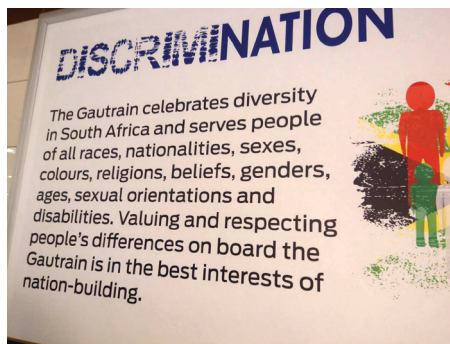 DISCRIMINATION
The Gautrain celebrates diversity
in South Africa and serves people
of all races, nationalities, sexes,
colours, religions, beliefs, genders,
ages, sexual orientations and
disabilities. Valuing and respecting
people's differences on board the
Gautrain is in the best interests of
nation-building.